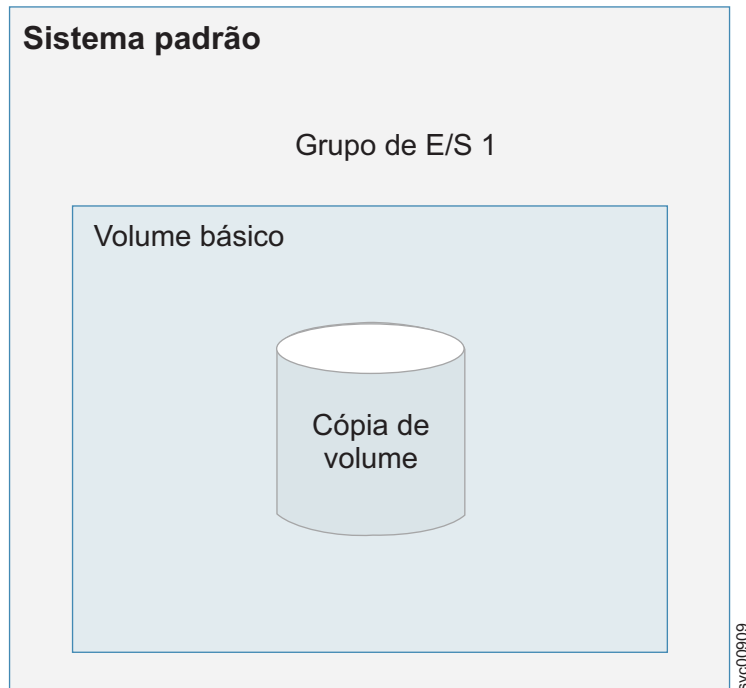 Sistema padrão
Grupo de E/S 1
Volume básico
Cópia de
volume
svc00909